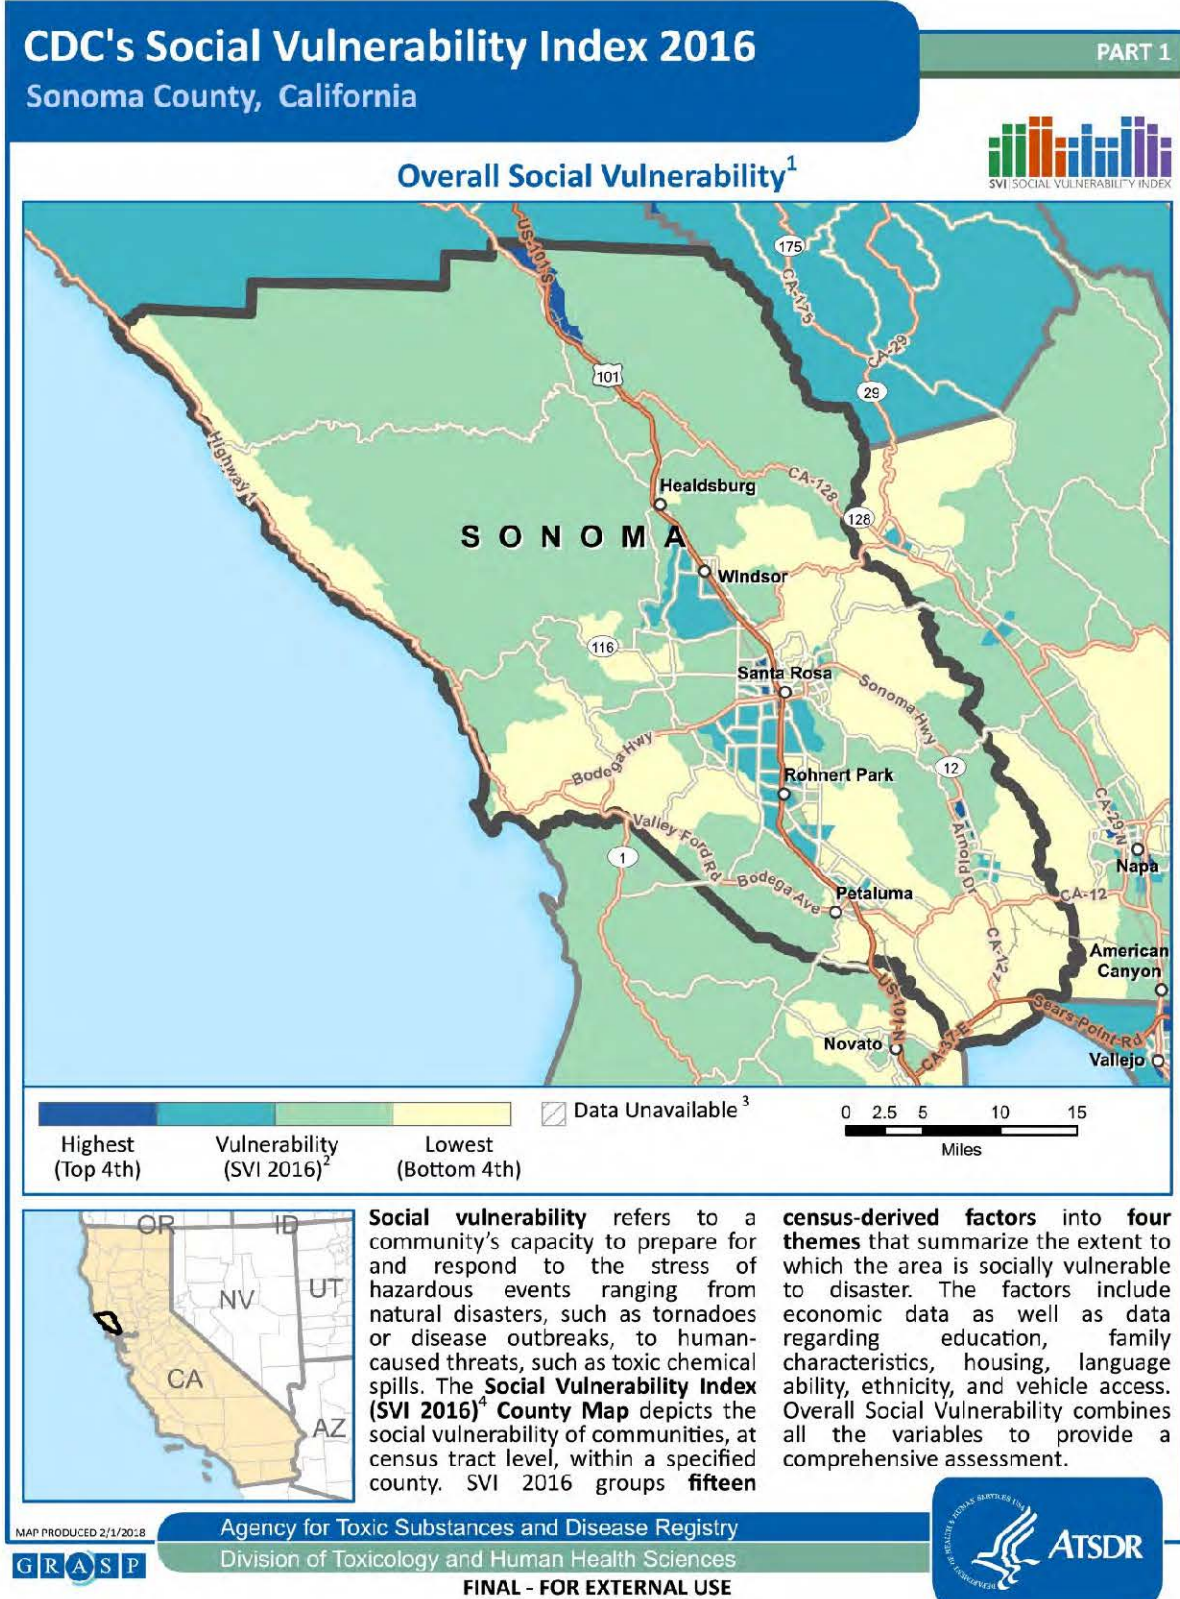 CDC's Social Vulnerability Index 2016
Sonoma County, California
PART 1
Overall Social Vulnerability1
SVI SOCIAL VULNERABILITY INDEX
US-101 S
175
CA-175
CA-29
101
29
Highway 1
Healdsburg
CA-128
128
SONOMA
Windsor
116
Santa Rosa
Sonoma Hwy
Bodega Hwy
12
Rohnert Park
CA-29 N
Valley Ford Rd
Arnold Dr
Napa
1
Bodega Ave
Petaluma
CA-12
CA-121
American
Canyon
US-101 N
Sears Point Rd
Novato
CA-37 E
Vallejo
Highest
(Top 4th)
Vulnerability
(SVI 2016)2
Lowest
(Bottom 4th)
Data Unavailable 3
0 2.5 5 10 15
Miles
OR
ID
NV
UT
CA
AZ
Social vulnerability refers to a
community's capacity to prepare for
and respond to the stress of
hazardous events ranging from
natural disasters, such as tornadoes
or disease outbreaks, to human-
caused threats, such as toxic chemical
spills. The Social Vulnerability Index
(SVI 2016)4 County Map depicts the
social vulnerability of communities, at
census tract level, within a specified
county. SVI 2016 groups fifteen
census-derived factors into four
themes that summarize the extent to
which the area is socially vulnerable
to disaster. The factors include
economic data as well as data
regarding education, family
characteristics, housing, language
ability, ethnicity, and vehicle access.
Overall Social Vulnerability combines
all the variables to provide a
comprehensive assessment.
MAP PRODUCED 2/1/2018
GRASP
Agency for Toxic Substances and Disease Registry
Division of Toxicology and Human Health Sciences
FINAL - FOR EXTERNAL USE
ATSDR